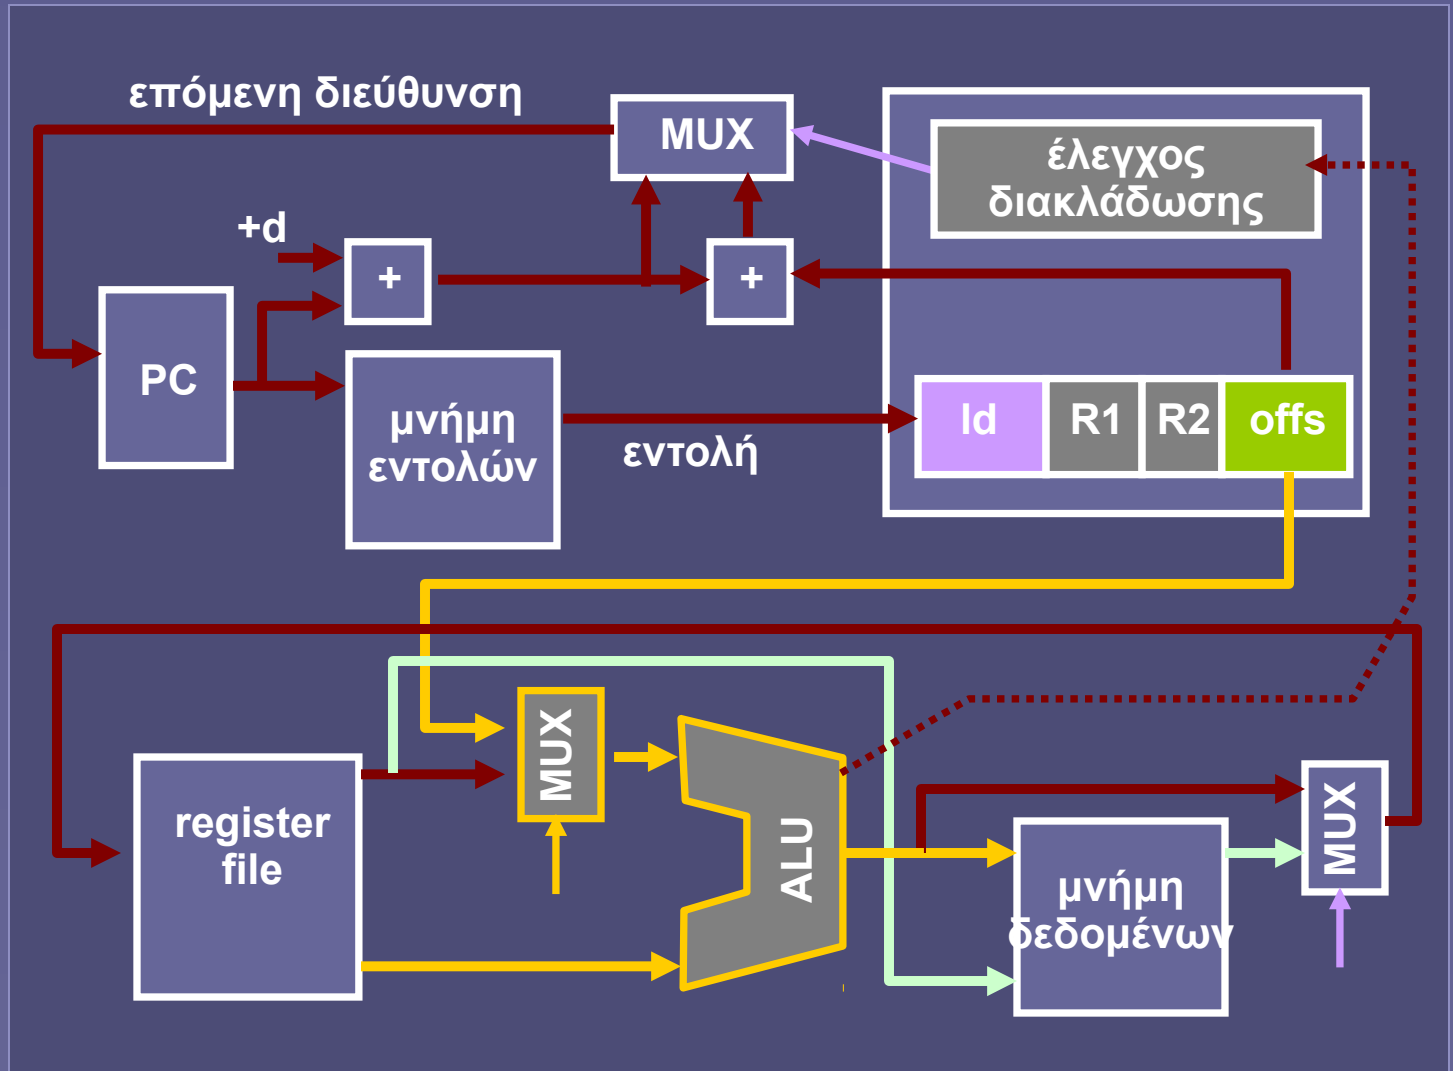 επόμενη διεύθυνση
MUX
έλεγχος
διακλάδωσης
+d
+
+
PC
μνήμη
εντολών
εντολή
ld
R1
R2
offs
MUX
register
file
ALU
MUX
μνήμη
δεδομένων